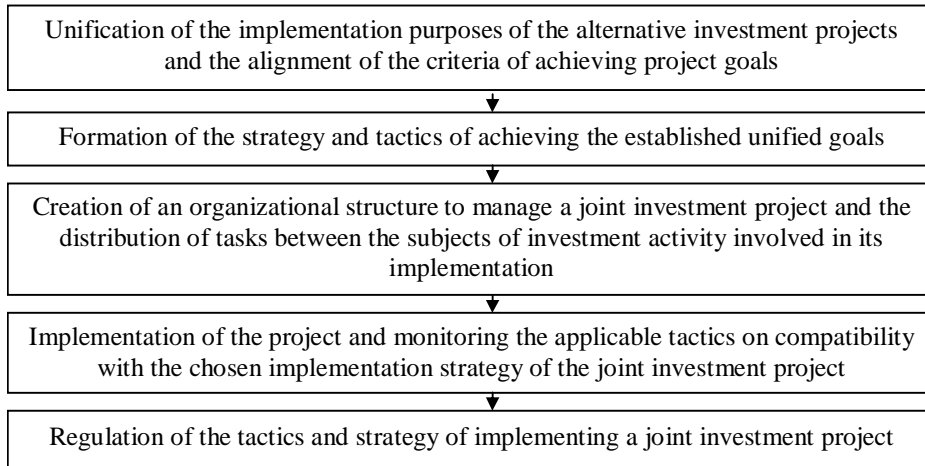 Unification of the implementation purposes of the alternative investment projects
and the alignment of the criteria of achieving project goals
Formation of the strategy and tactics of achieving the established unified goals
Creation of an organizational structure to manage a joint investment project and the
distribution of tasks between the subjects of investment activity involved in its
implementation
Implementation of the project and monitoring the applicable tactics on compatibility
with the chosen implementation strategy of the joint investment project
Regulation of the tactics and strategy of implementing a joint investment project